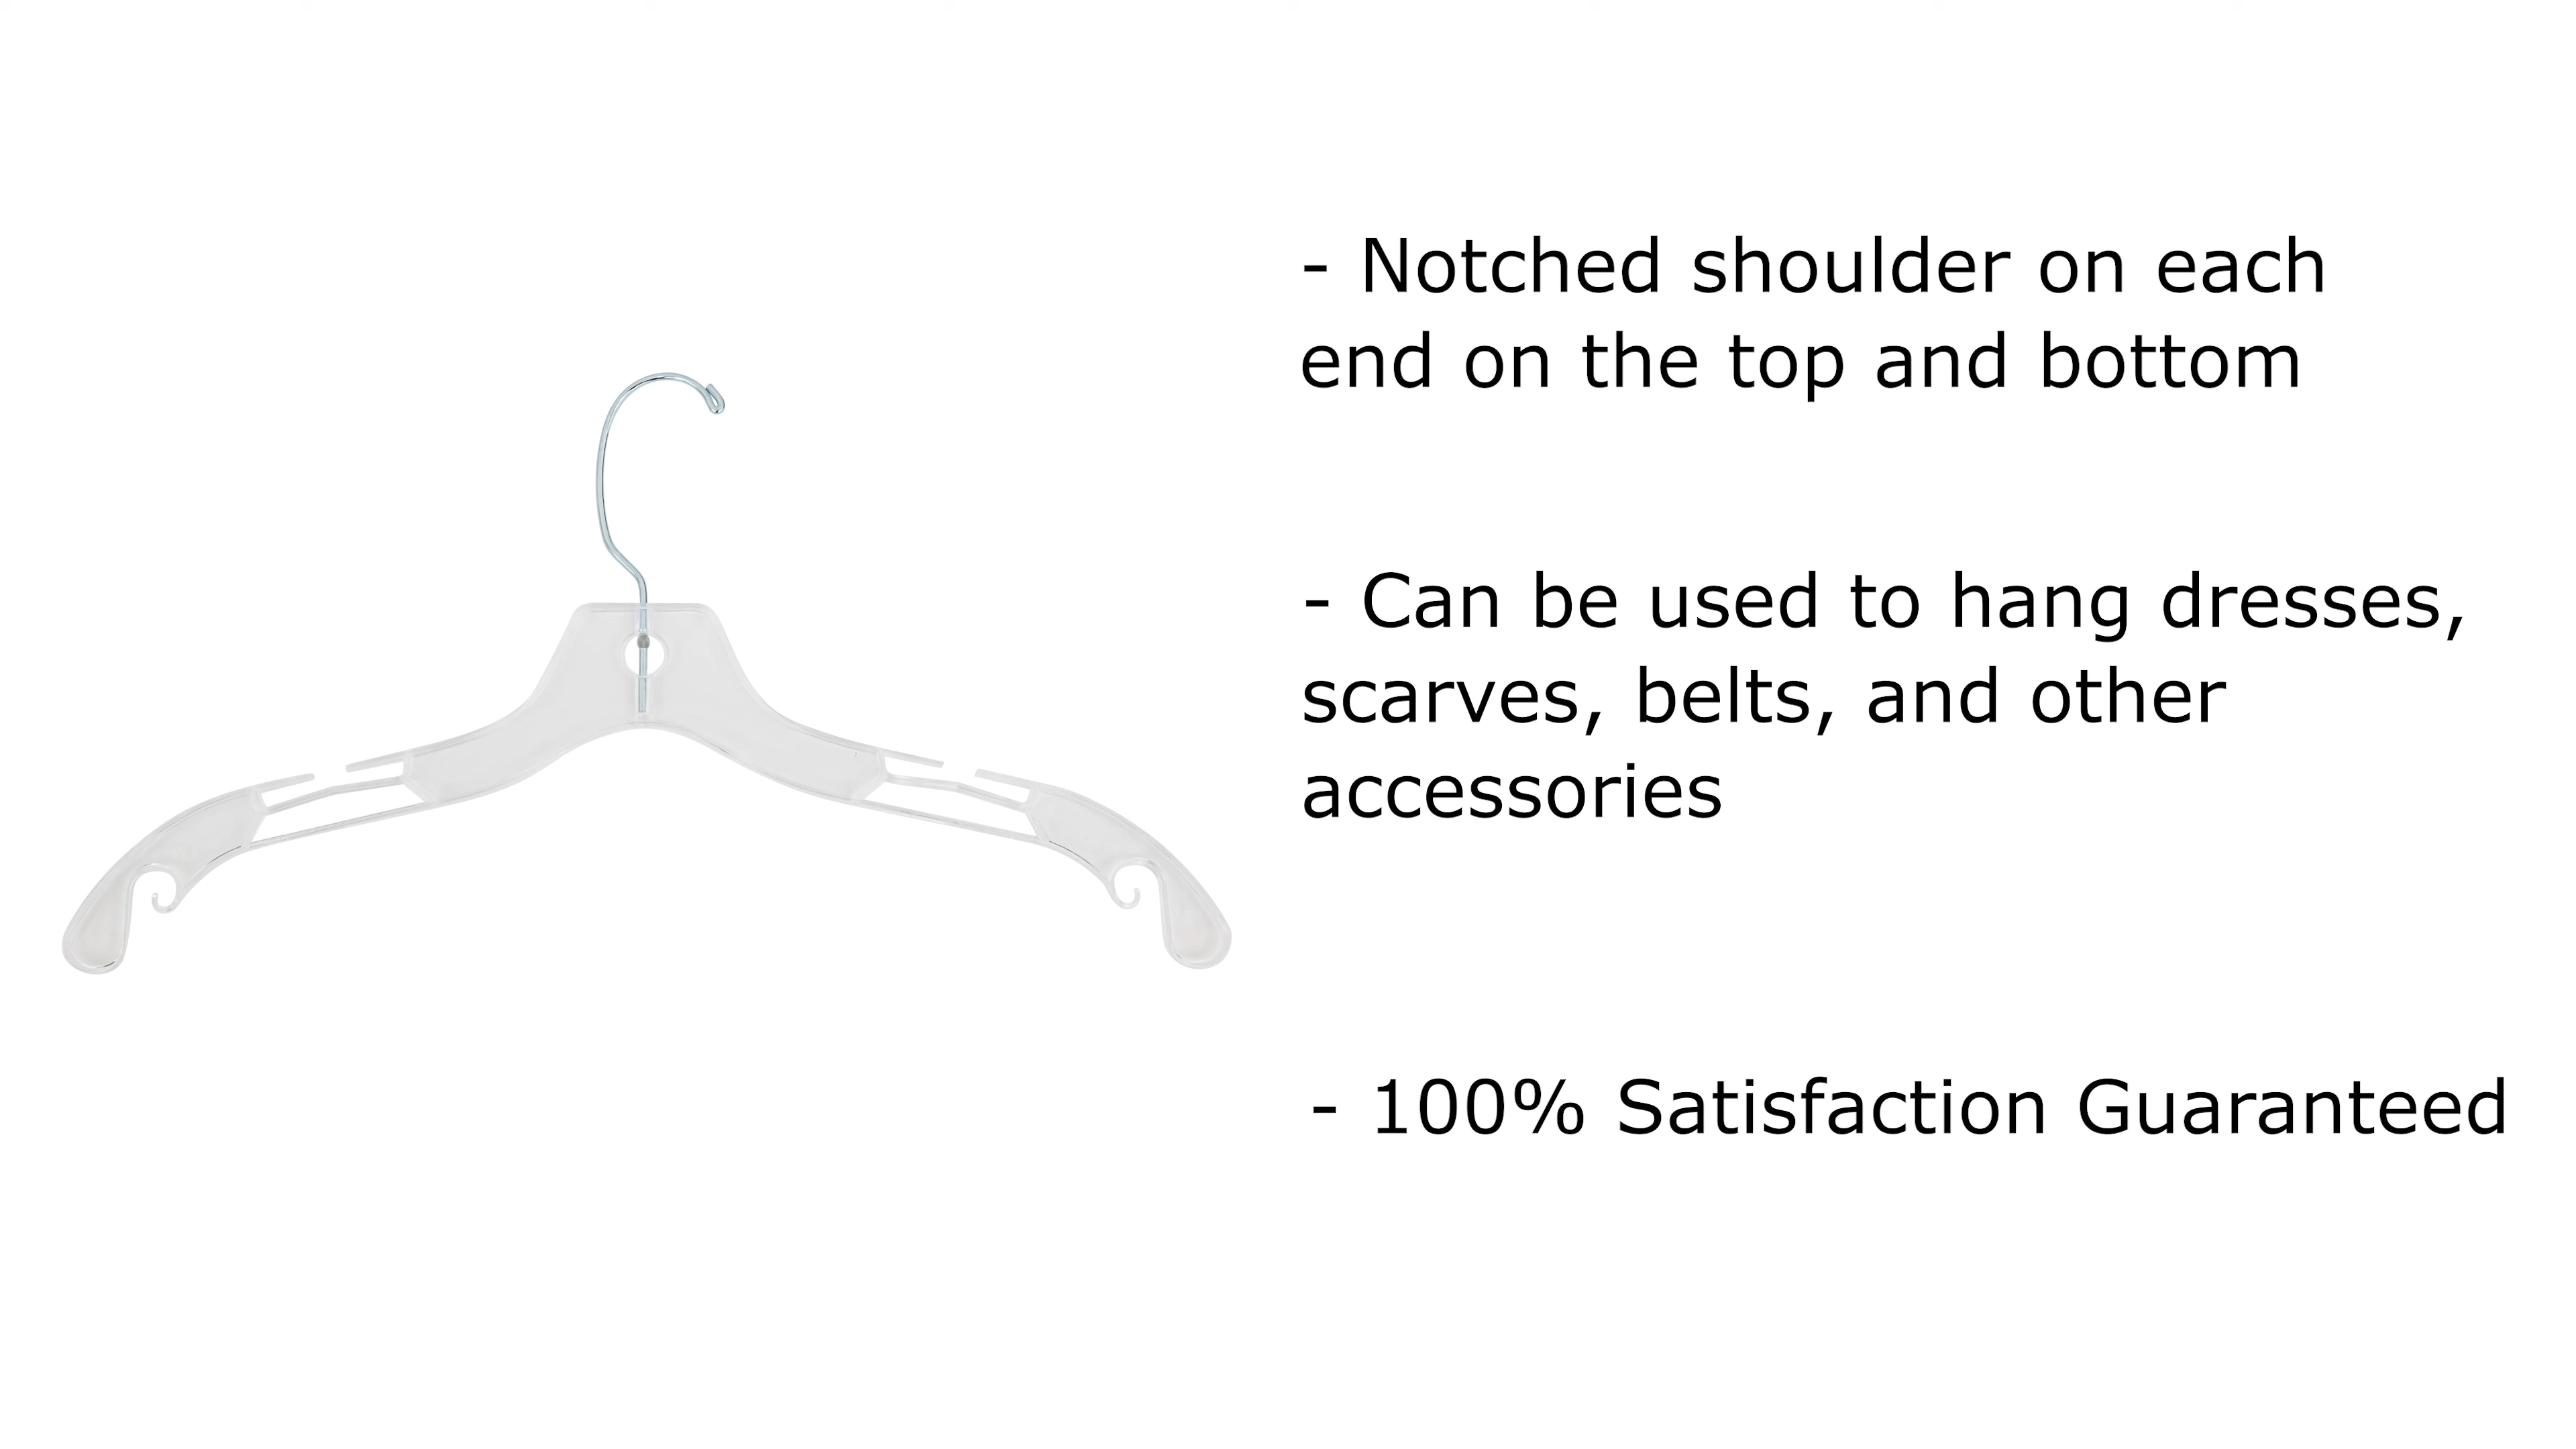 - Notched shoulder on each
end on the top and bottom
- Can be used to hang dresses,
scarves, belts, and other
accessories
- 100% Satisfaction Guaranteed